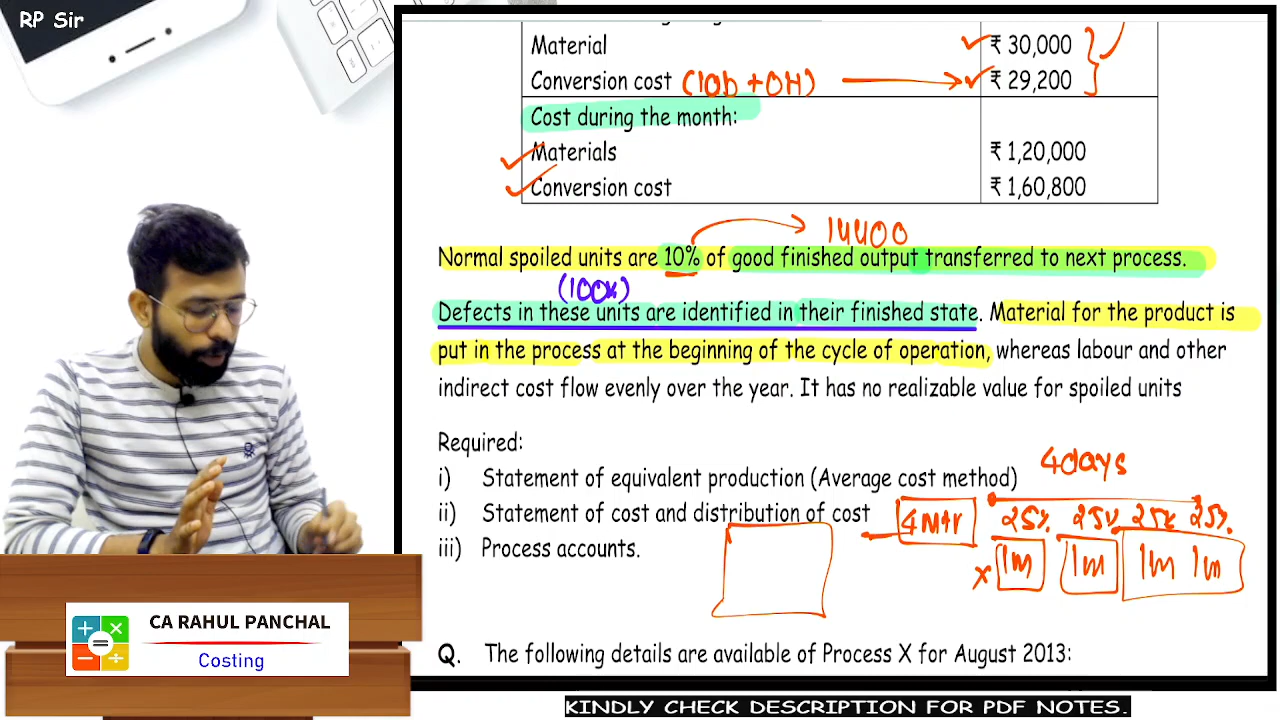 RP Sir
Material ₹ 30,000
Conversion cost (lab + OH) ₹ 29,200
Cost during the month:
Materials ₹ 1,20,000
Conversion cost ₹ 1,60,800
14400
Normal spoiled units are 10% of good finished output transferred to next process.
(100%)
Defects in these units are identified in their finished state. Material for the product is
put in the process at the beginning of the cycle of operation, whereas labour and other
indirect cost flow evenly over the year. It has no realizable value for spoiled units
Required:
4days
i) Statement of equivalent production (Average cost method)
ii) Statement of cost and distribution of cost
4Mtr 25% 25% 25% 25%
iii) Process accounts.
x 1m 1m 1m 1m
CA RAHUL PANCHAL
Costing
Q. The following details are available of Process X for August 2013:
KINDLY CHECK DESCRIPTION FOR PDF NOTES.